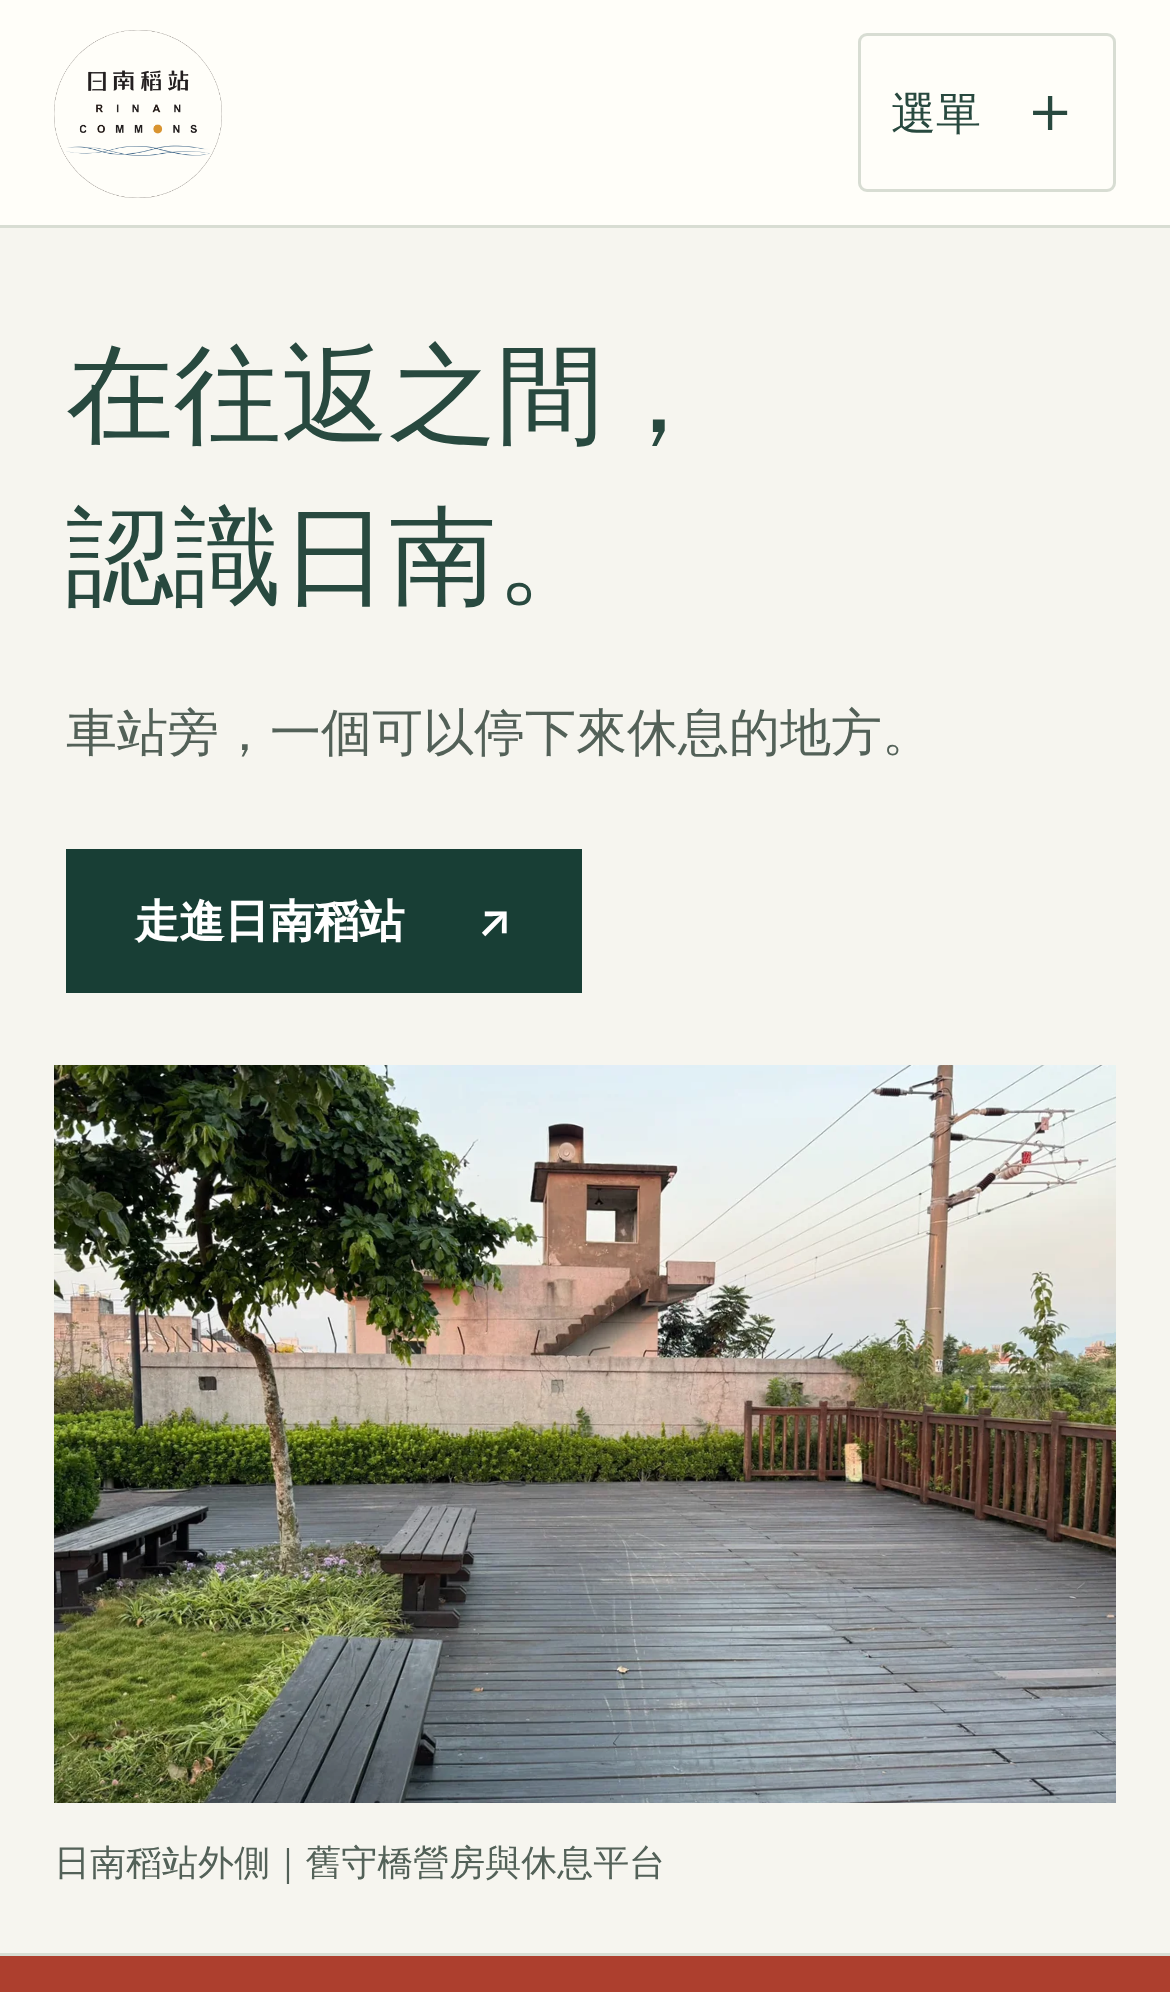 日南稻站
RINAN
COMMONS
選單 +
在往返之間，
認識日南。
車站旁，一個可以停下來休息的地方。
走進日南稻站 ↗
日南稻站外側｜舊守橋營房與休息平台